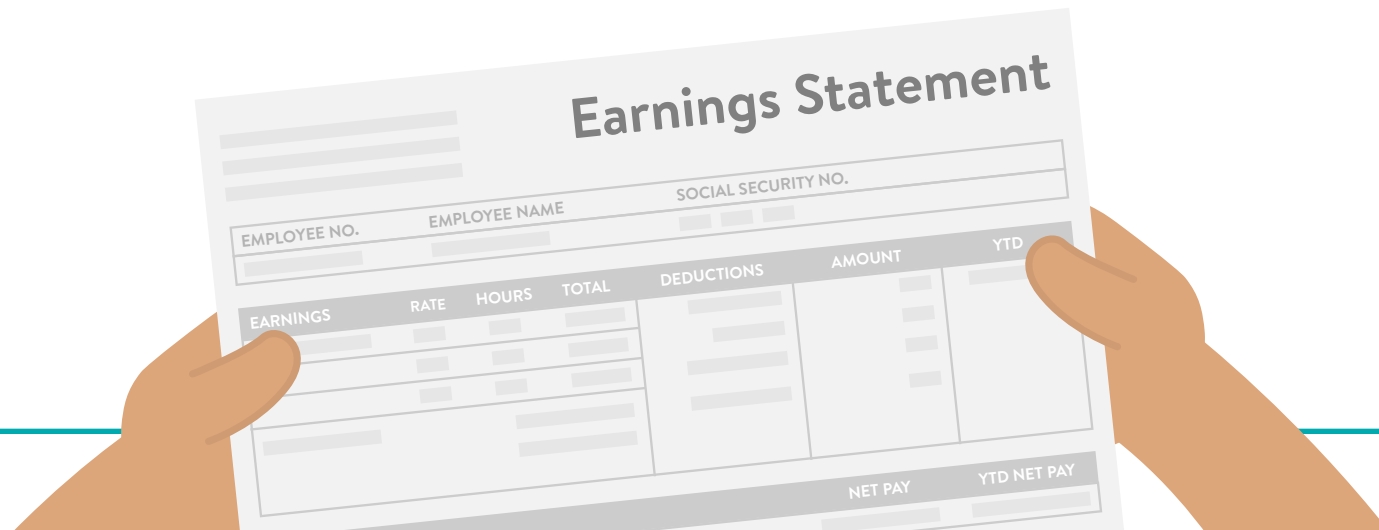 Earnings Statement
EMPLOYEE NO. EMPLOYEE NAME SOCIAL SECURITY NO.
EARNINGS RATE HOURS TOTAL DEDUCTIONS AMOUNT YTD
NET PAY YTD NET PAY